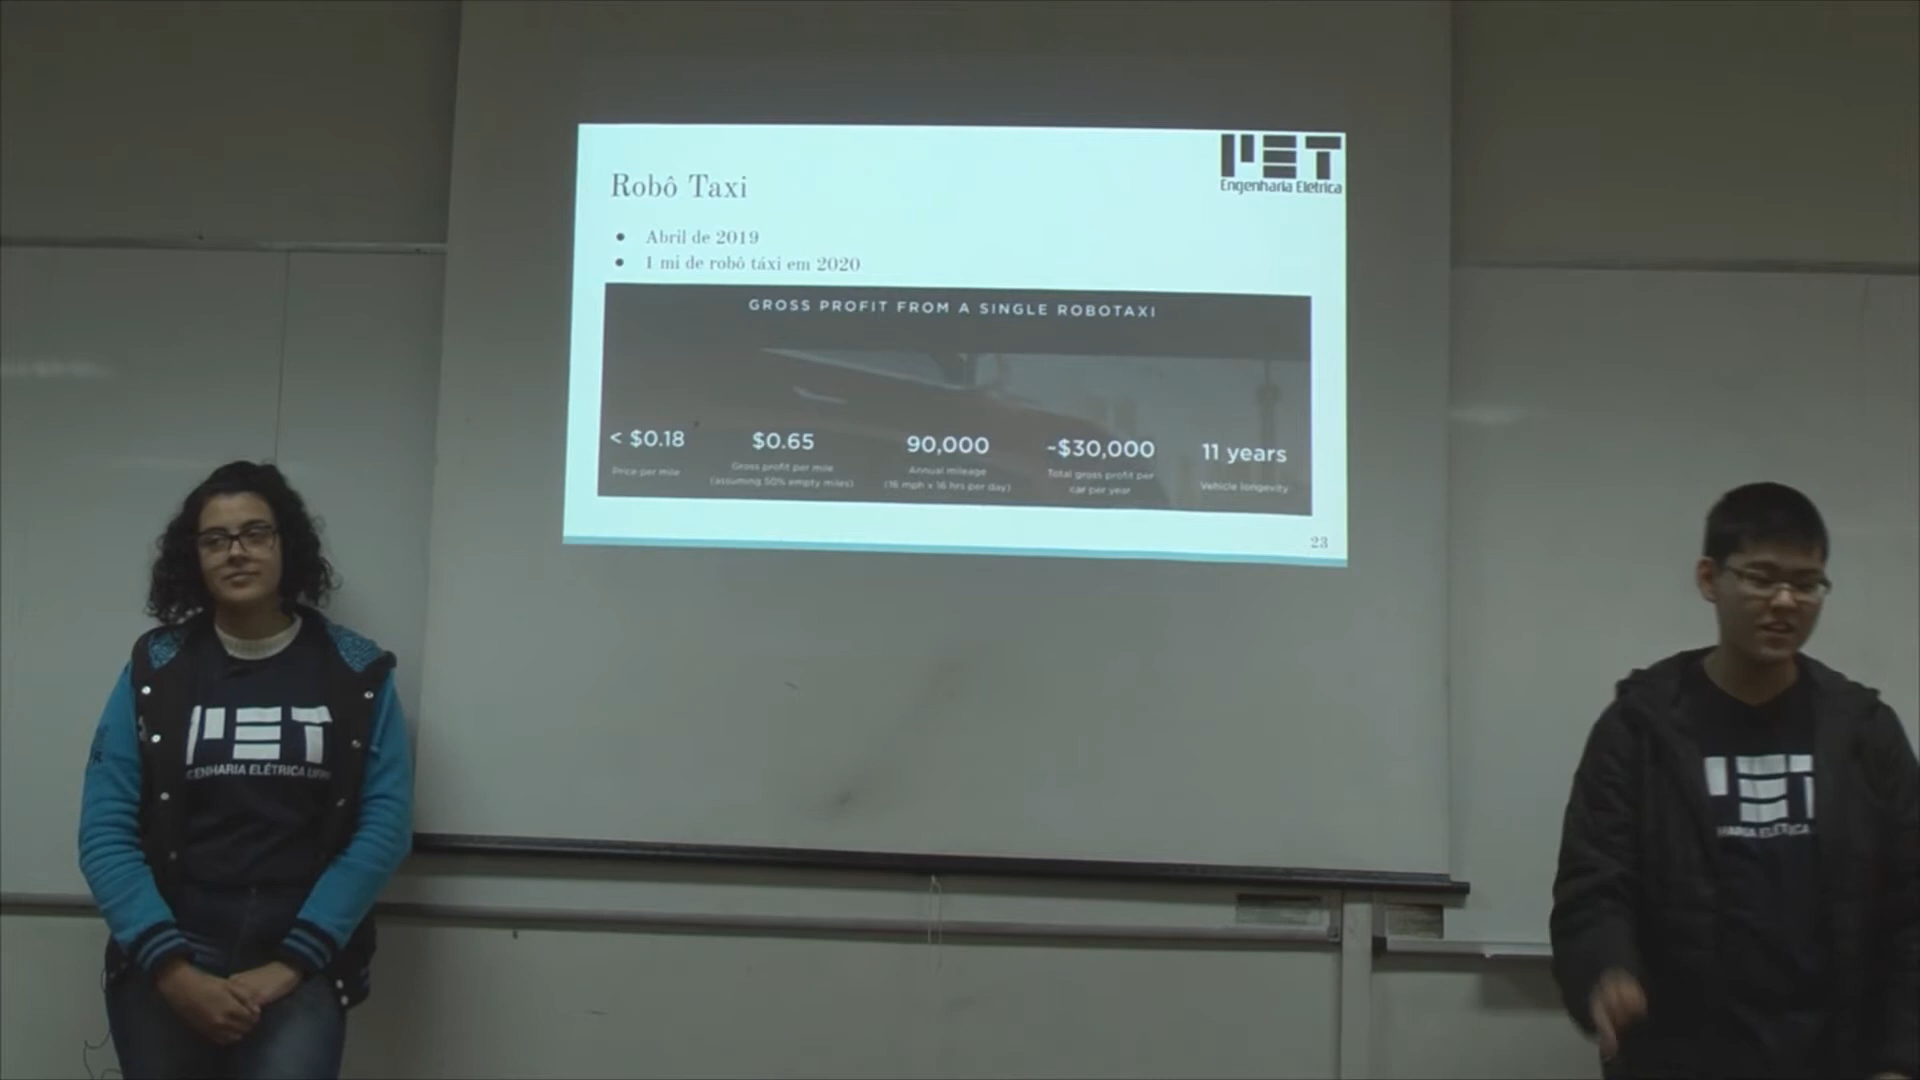 PET
Engenharia Eletrica
Robô Taxi
● Abril de 2019
● 1 mi de robô táxi em 2020
GROSS PROFIT FROM A SINGLE ROBOTAXI
< $0.18
Price per mile
$0.65
Gross profit per mile
(assuming 50% empty miles)
90,000
Annual mileage
(16 mph x 16 hrs per day)
~$30,000
Total gross profit per
car per year
11 years
Vehicle longevity
23
PET
ENHARIA ELÉTRICA
PET
HARIA ELÉTRICA